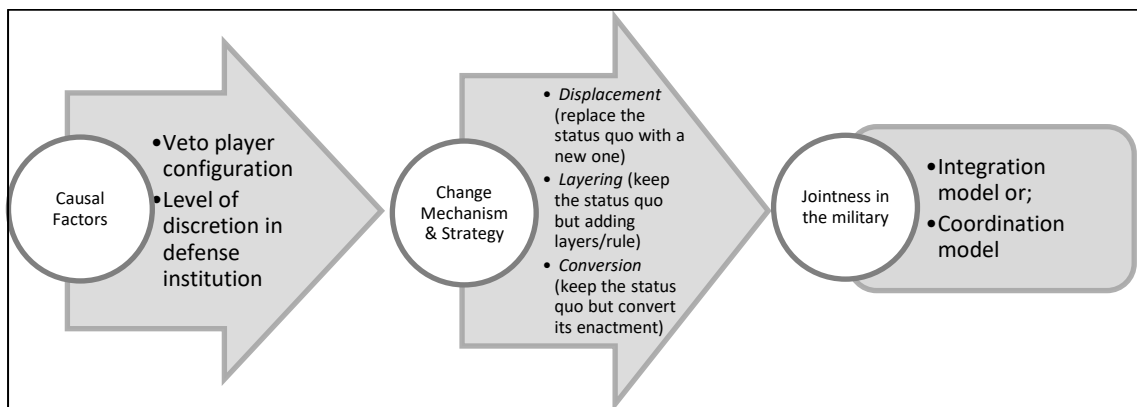 Causal
Factors
•Veto player
configuration
•Level of
discretion in
defense
institution
Change
Mechanism
& Strategy
• Displacement
(replace the
status quo with a
new one)
• Layering (keep
the status quo
but adding
layers/rule)
• Conversion
(keep the status
quo but convert
its enactment)
Jointness in
the military
•Integration
model or;
•Coordination
model